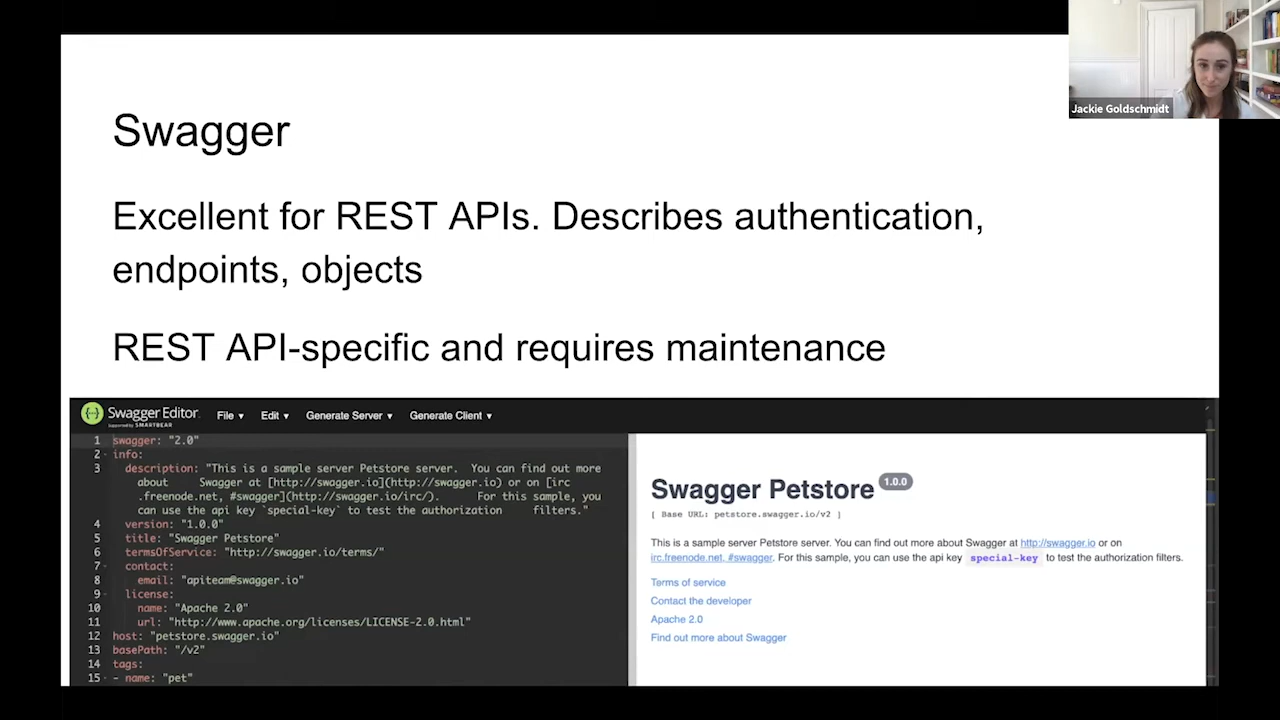 Jackie Goldschmidt
Swagger
Excellent for REST APIs. Describes authentication,
endpoints, objects
REST API-specific and requires maintenance
Swagger Editor
Supported by SMARTBEAR
File ▾ Edit ▾ Generate Server ▾ Generate Client ▾
1 swagger: "2.0"
2 info:
3 description: "This is a sample server Petstore server. You can find out more
about Swagger at [http://swagger.io](http://swagger.io) or on [irc
.freenode.net, #swagger](http://swagger.io/irc/). For this sample, you
can use the api key `special-key` to test the authorization filters."
4 version: "1.0.0"
5 title: "Swagger Petstore"
6 termsOfService: "http://swagger.io/terms/"
7 contact:
8 email: "apiteam@swagger.io"
9 license:
10 name: "Apache 2.0"
11 url: "http://www.apache.org/licenses/LICENSE-2.0.html"
12 host: "petstore.swagger.io"
13 basePath: "/v2"
14 tags:
15 - name: "pet"
Swagger Petstore 1.0.0
[ Base URL: petstore.swagger.io/v2 ]
This is a sample server Petstore server. You can find out more about Swagger at http://swagger.io or on
irc.freenode.net, #swagger. For this sample, you can use the api key special-key to test the authorization filters.
Terms of service
Contact the developer
Apache 2.0
Find out more about Swagger